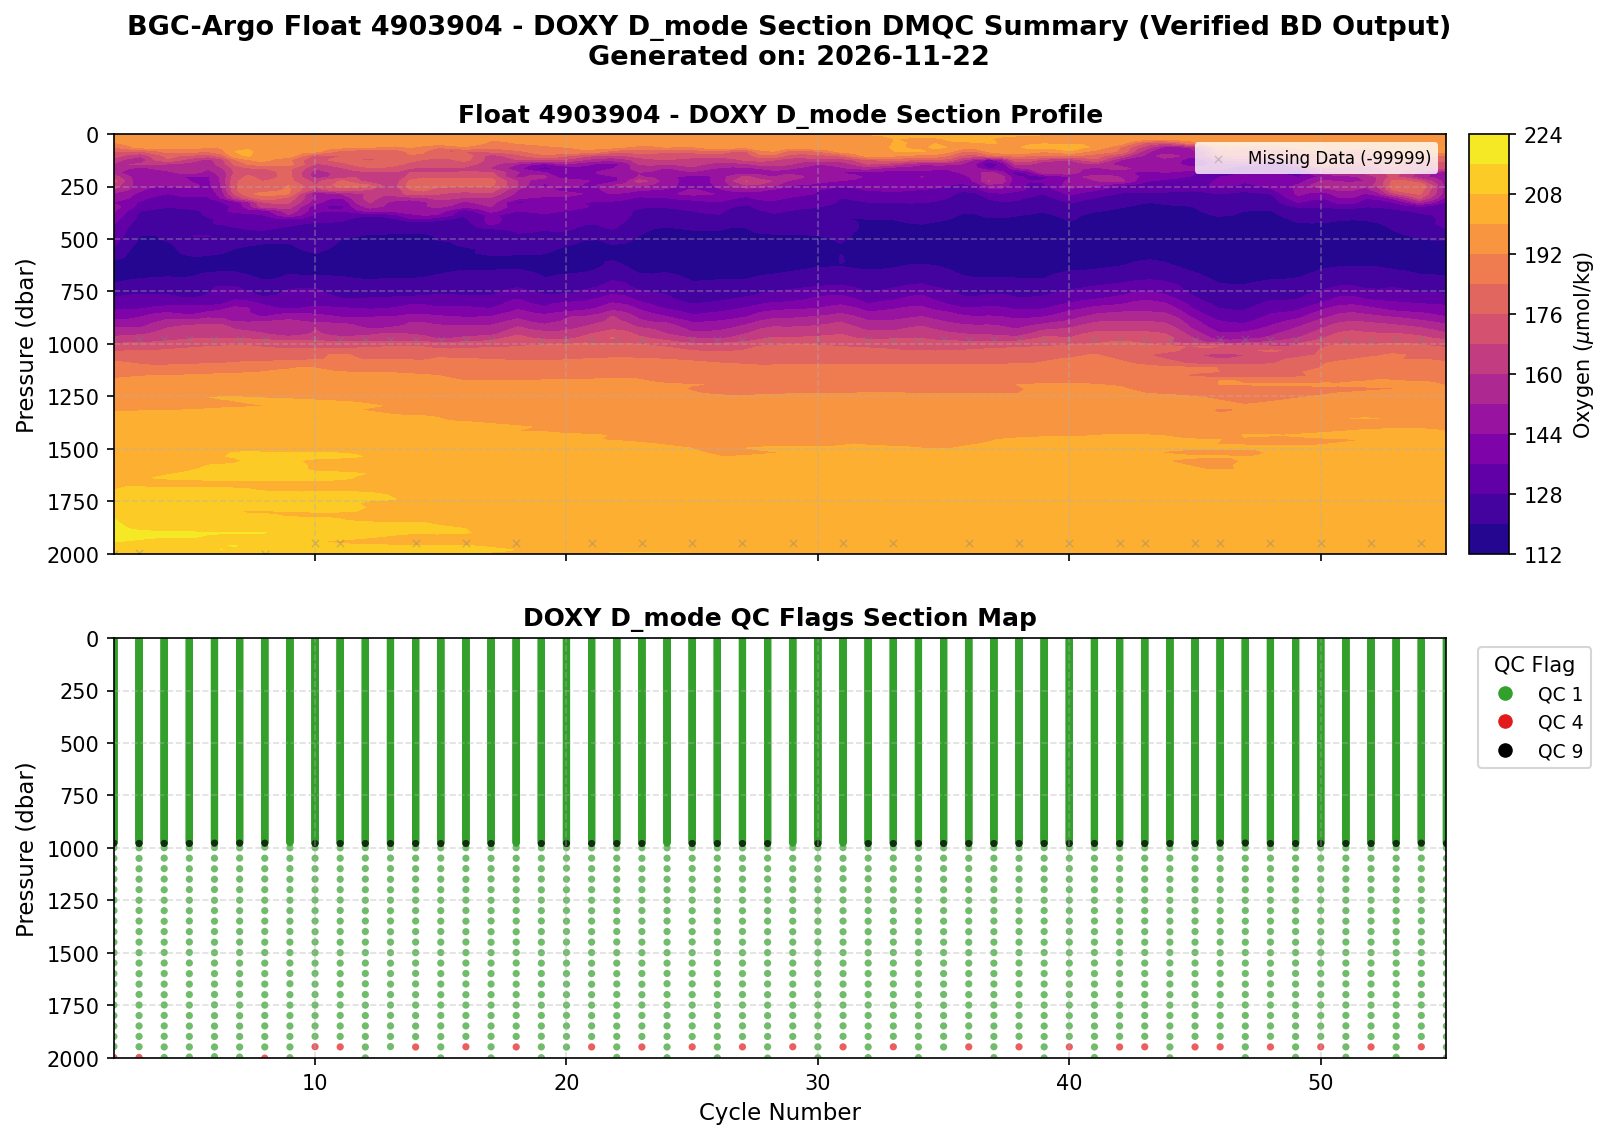 BGC-Argo Float 4903904 - DOXY D_mode Section DMQC Summary (Verified BD Output)
Generated on: 2026-11-22
Float 4903904 - DOXY D_mode Section Profile
Missing Data (-99999)
0
250
500
750
1000
1250
1500
1750
2000
Pressure (dbar)
224
208
192
176
160
144
128
112
Oxygen (μmol/kg)
DOXY D_mode QC Flags Section Map
0
250
500
750
1000
1250
1500
1750
2000
Pressure (dbar)
10
20
30
40
50
Cycle Number
QC Flag
QC 1
QC 4
QC 9